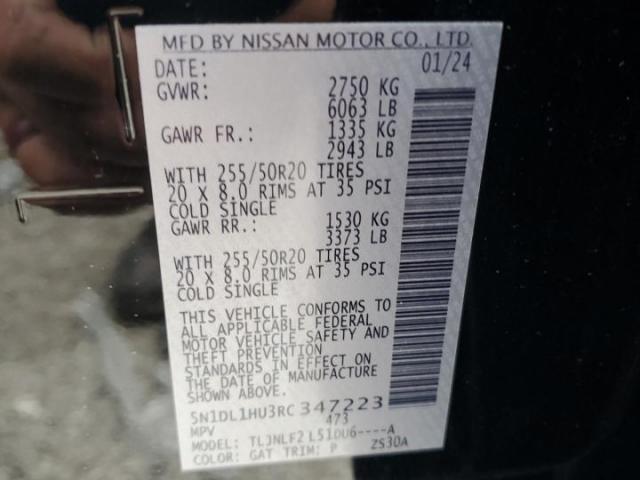 MFD BY NISSAN MOTOR CO., LTD.
DATE: 01/24
GVWR: 2750 KG
6063 LB
GAWR FR.: 1335 KG
2943 LB
WITH 255/50R20 TIRES
20 X 8.0 RIMS AT 35 PSI
COLD SINGLE
GAWR RR.: 1530 KG
3373 LB
WITH 255/50R20 TIRES
20 X 8.0 RIMS AT 35 PSI
COLD SINGLE
THIS VEHICLE CONFORMS TO
ALL APPLICABLE FEDERAL
MOTOR VEHICLE SAFETY AND
THEFT PREVENTION
STANDARDS IN EFFECT ON
THE DATE OF MANUFACTURE
SHOWN ABOVE.
5N1DL1HU3RC 347223
MPV 473
MODEL: TLJNLF2 L51DU6----A
COLOR: GAT TRIM: P ZS30A